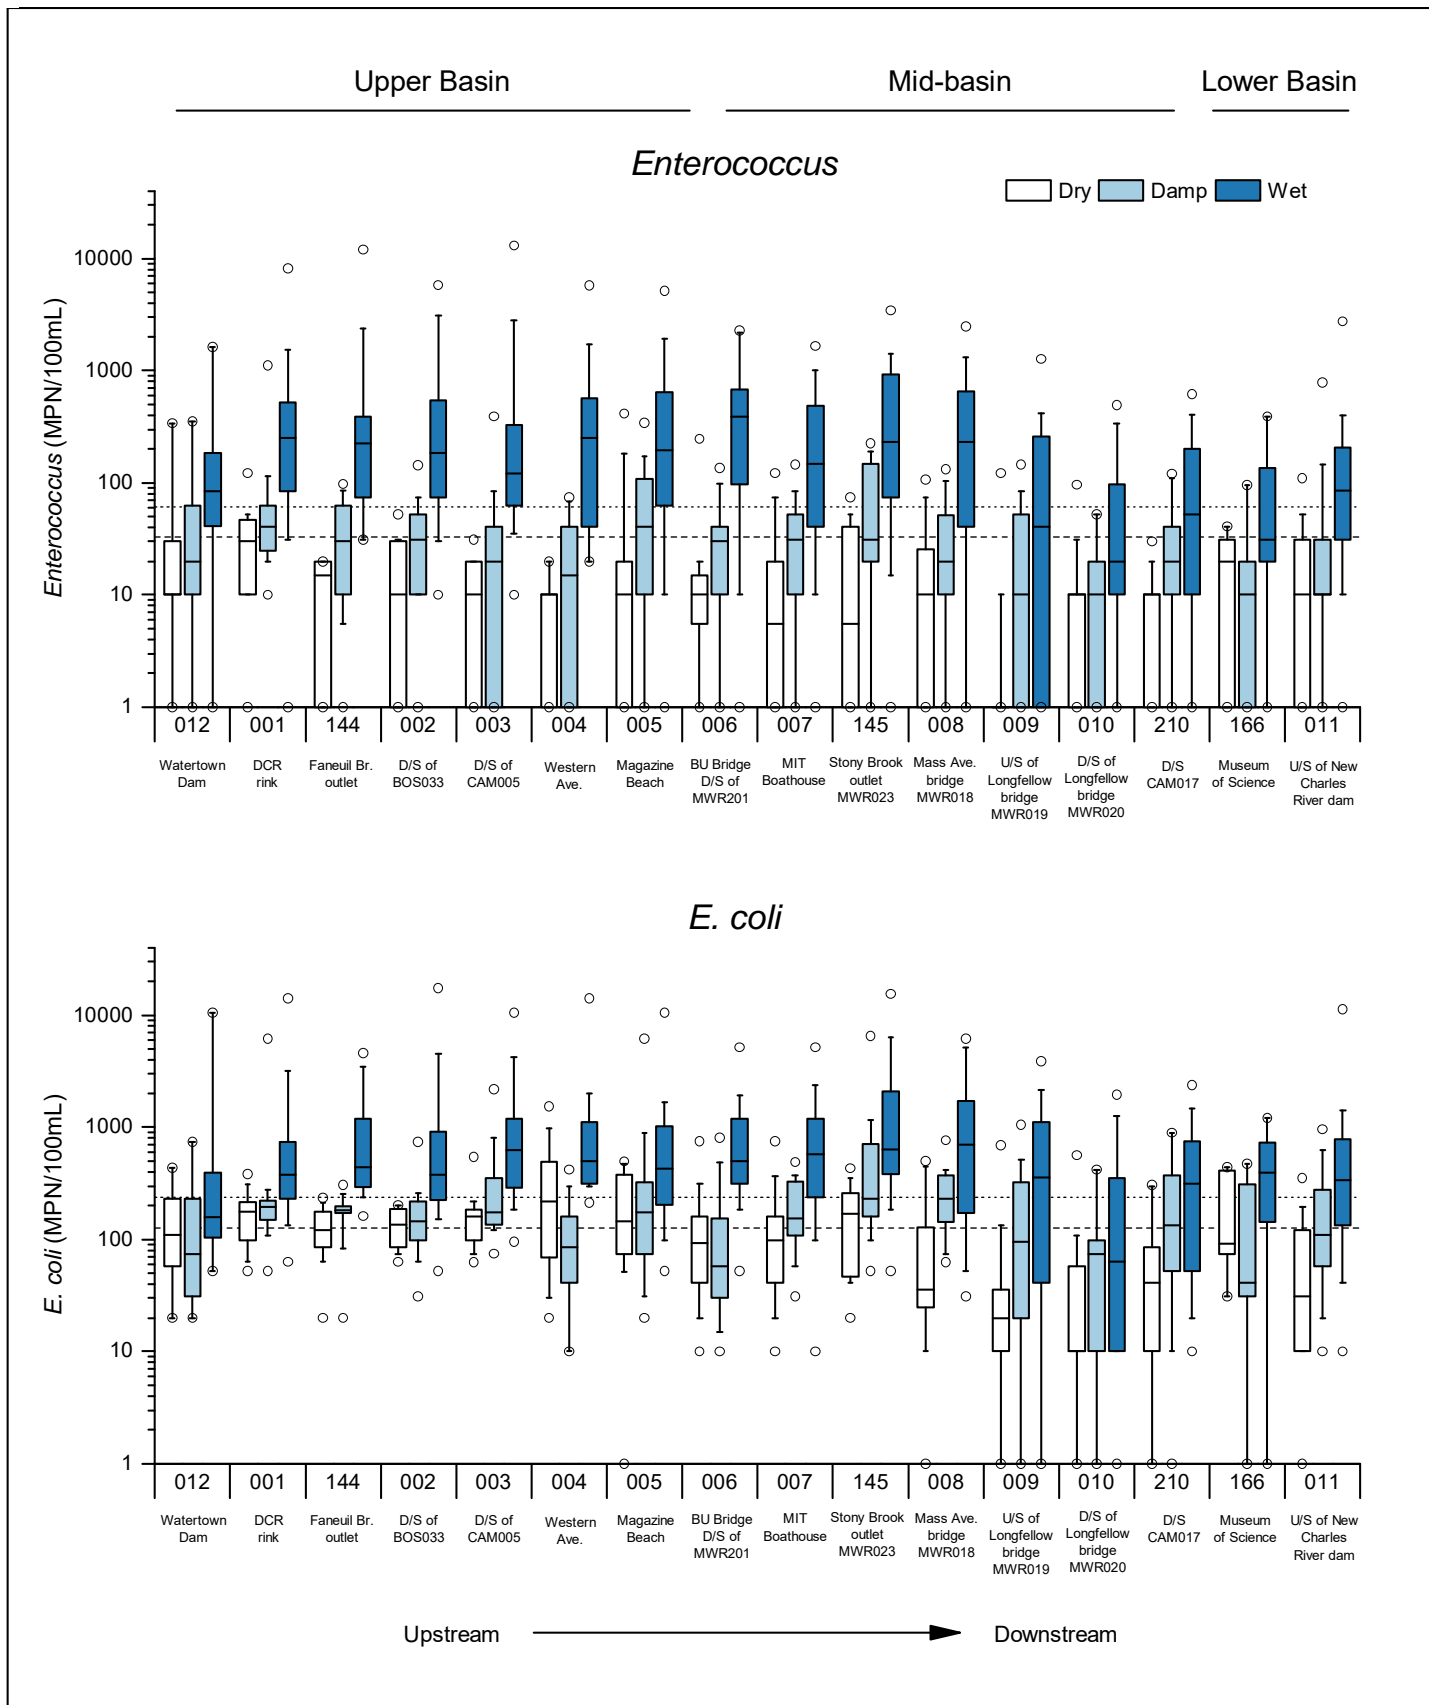 Upper Basin Mid-basin Lower Basin
Enterococcus
Dry Damp Wet
Enterococcus (MPN/100mL)
10000
1000
100
10
1
012 001 144 002 003 004 005 006 007 145 008 009 010 210 166 011
Watertown Dam
DCR rink
Faneuil Br. outlet
D/S of BOS033
D/S of CAM005
Western Ave.
Magazine Beach
BU Bridge D/S of MWR201
MIT Boathouse
Stony Brook outlet MWR023
Mass Ave. bridge MWR018
U/S of Longfellow bridge MWR019
D/S of Longfellow bridge MWR020
D/S CAM017
Museum of Science
U/S of New Charles River dam
E. coli
E. coli (MPN/100mL)
10000
1000
100
10
1
012 001 144 002 003 004 005 006 007 145 008 009 010 210 166 011
Watertown Dam
DCR rink
Faneuil Br. outlet
D/S of BOS033
D/S of CAM005
Western Ave.
Magazine Beach
BU Bridge D/S of MWR201
MIT Boathouse
Stony Brook outlet MWR023
Mass Ave. bridge MWR018
U/S of Longfellow bridge MWR019
D/S of Longfellow bridge MWR020
D/S CAM017
Museum of Science
U/S of New Charles River dam
Upstream Downstream